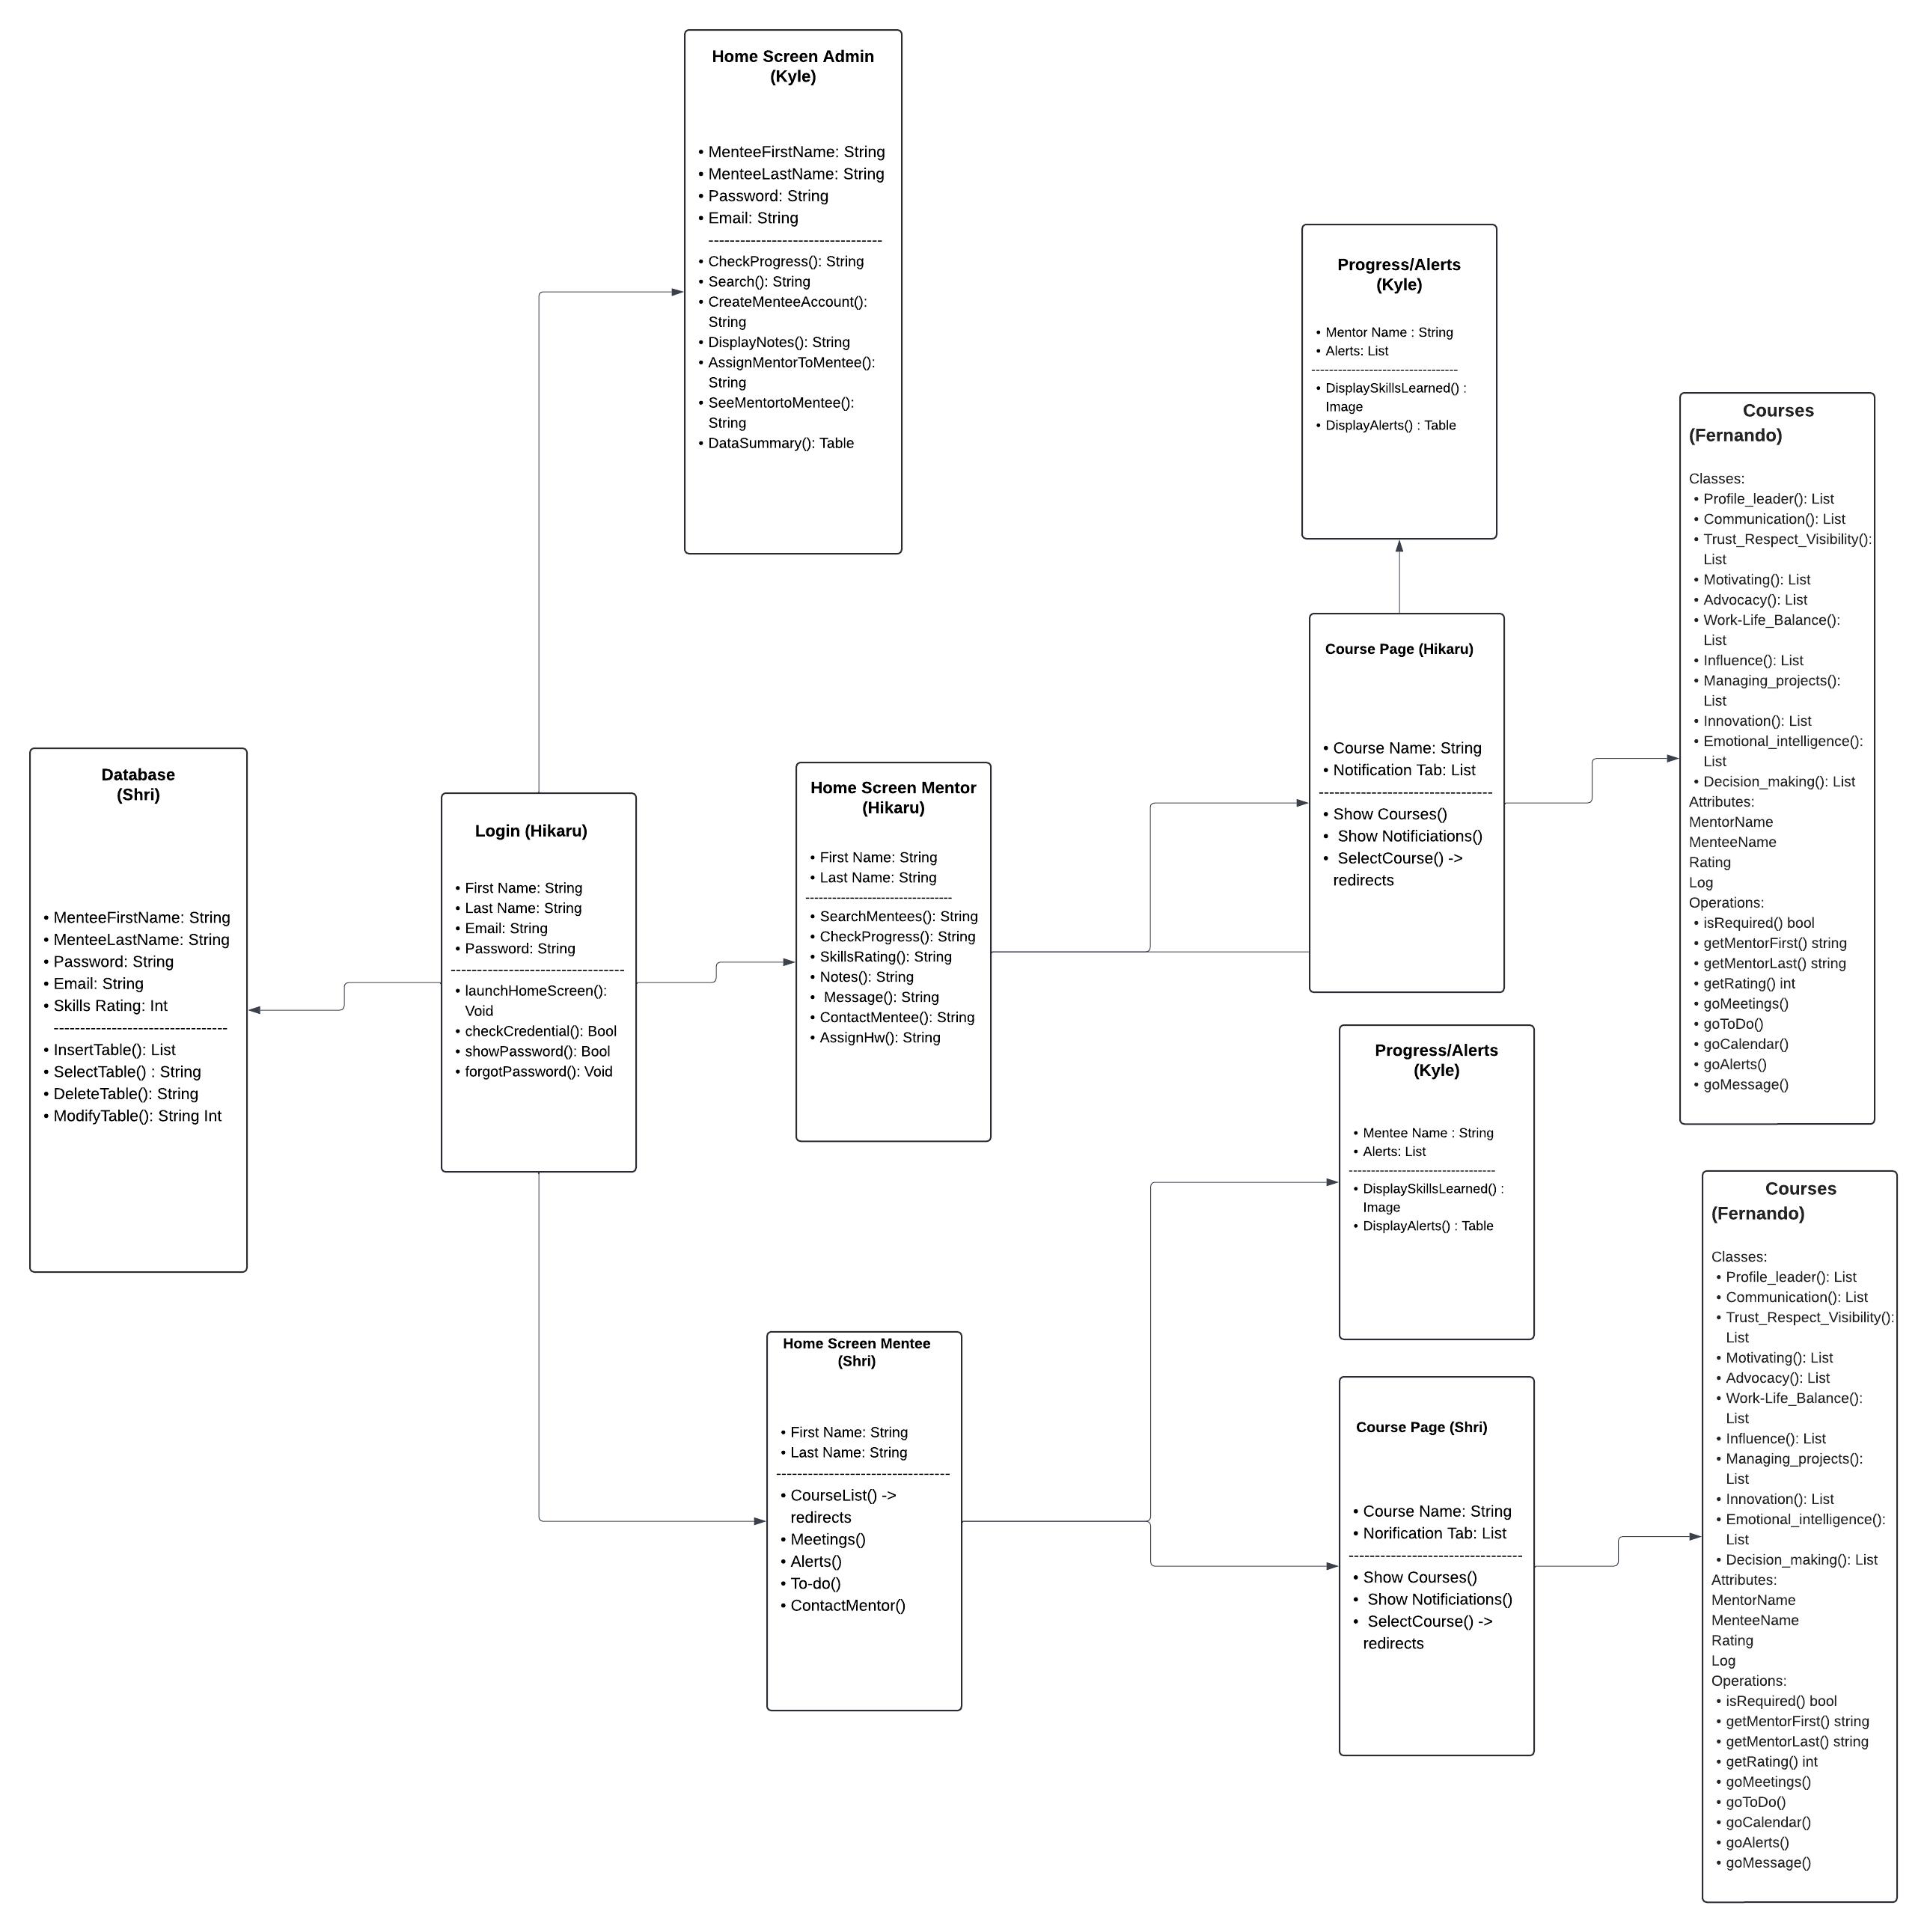 Home Screen Admin
(Kyle)
• MenteeFirstName: String
• MenteeLastName: String
• Password: String
• Email: String
---------------------------------
• CheckProgress(): String
• Search(): String
• CreateMenteeAccount():
String
• DisplayNotes(): String
• AssignMentorToMentee():
String
• SeeMentortoMentee():
String
• DataSummary(): Table
Progress/Alerts
(Kyle)
• Mentor Name : String
• Alerts: List
---------------------------------
• DisplaySkillsLearned() :
Image
• DisplayAlerts() : Table
Courses
(Fernando)
Classes:
• Profile_leader(): List
• Communication(): List
• Trust_Respect_Visibility():
List
• Motivating(): List
• Advocacy(): List
• Work-Life_Balance():
List
• Influence(): List
• Managing_projects():
List
• Innovation(): List
• Emotional_intelligence():
List
• Decision_making(): List
Attributes:
MentorName
MenteeName
Rating
Log
Operations:
• isRequired() bool
• getMentorFirst() string
• getMentorLast() string
• getRating() int
• goMeetings()
• goToDo()
• goCalendar()
• goAlerts()
• goMessage()
Course Page (Hikaru)
• Course Name: String
• Notification Tab: List
---------------------------------
• Show Courses()
• Show Notificiations()
• SelectCourse() ->
redirects
Database
(Shri)
• MenteeFirstName: String
• MenteeLastName: String
• Password: String
• Email: String
• Skills Rating: Int
---------------------------------
• InsertTable(): List
• SelectTable() : String
• DeleteTable(): String
• ModifyTable(): String Int
Login (Hikaru)
• First Name: String
• Last Name: String
• Email: String
• Password: String
---------------------------------
• launchHomeScreen():
Void
• checkCredential(): Bool
• showPassword(): Bool
• forgotPassword(): Void
Home Screen Mentor
(Hikaru)
• First Name: String
• Last Name: String
---------------------------------
• SearchMentees(): String
• CheckProgress(): String
• SkillsRating(): String
• Notes(): String
• Message(): String
• ContactMentee(): String
• AssignHw(): String
Progress/Alerts
(Kyle)
• Mentee Name : String
• Alerts: List
---------------------------------
• DisplaySkillsLearned() :
Image
• DisplayAlerts() : Table
Home Screen Mentee
(Shri)
• First Name: String
• Last Name: String
---------------------------------
• CourseList() ->
redirects
• Meetings()
• Alerts()
• To-do()
• ContactMentor()
Course Page (Shri)
• Course Name: String
• Norification Tab: List
---------------------------------
• Show Courses()
• Show Notificiations()
• SelectCourse() ->
redirects
Courses
(Fernando)
Classes:
• Profile_leader(): List
• Communication(): List
• Trust_Respect_Visibility():
List
• Motivating(): List
• Advocacy(): List
• Work-Life_Balance():
List
• Influence(): List
• Managing_projects():
List
• Innovation(): List
• Emotional_intelligence():
List
• Decision_making(): List
Attributes:
MentorName
MenteeName
Rating
Log
Operations:
• isRequired() bool
• getMentorFirst() string
• getMentorLast() string
• getRating() int
• goMeetings()
• goToDo()
• goCalendar()
• goAlerts()
• goMessage()